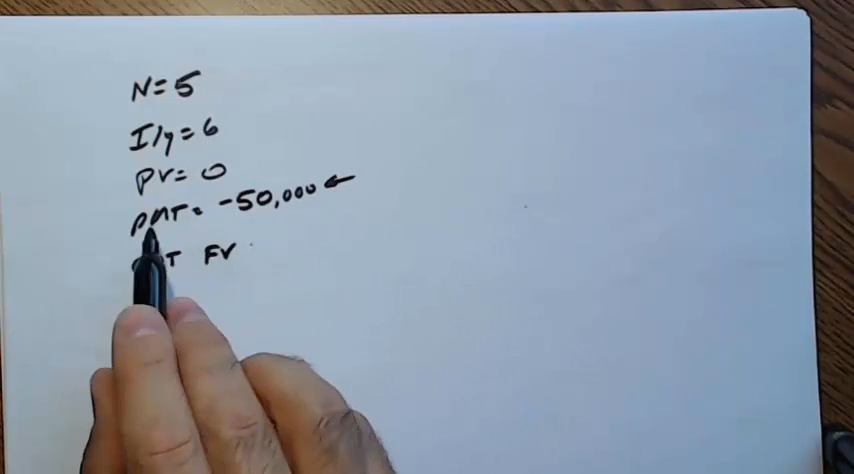 N=5
I/y=6
PV=0
PMT= -50,000 ←
FV